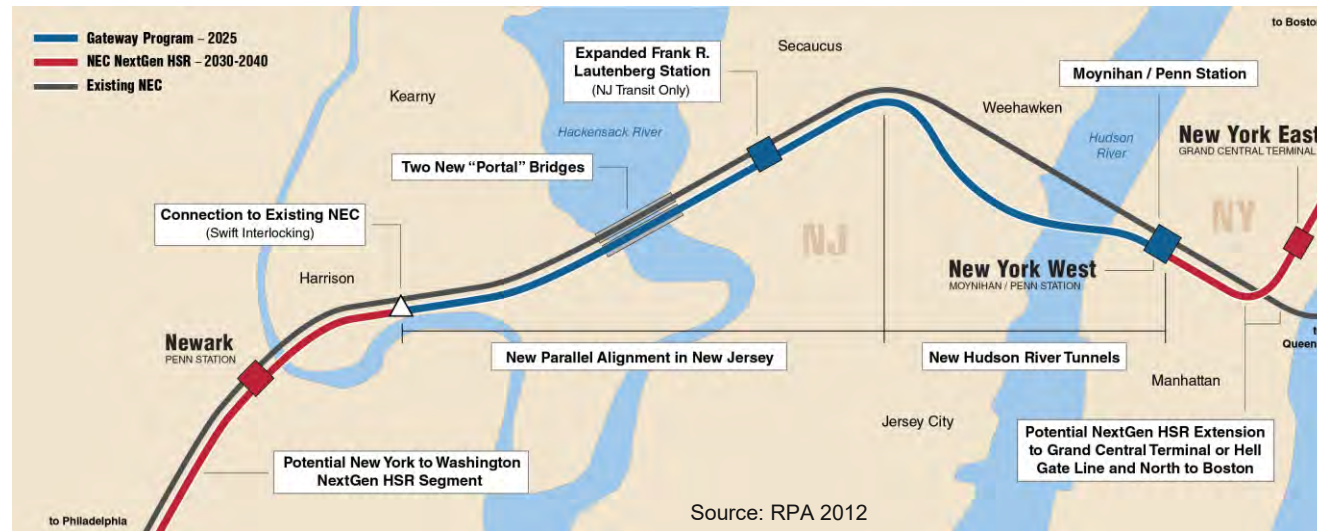 Gateway Program – 2025
NEC NextGen HSR – 2030-2040
Existing NEC
Kearny
Expanded Frank R.
Lautenberg Station
(NJ Transit Only)
Secaucus
Moynihan / Penn Station
to Boston
Weehawken
Hackensack River
Hudson
River
New York East
GRAND CENTRAL TERMINAL
Two New “Portal” Bridges
Connection to Existing NEC
(Swift Interlocking)
NJ
NY
Harrison
New York West
MOYNIHAN / PENN STATION
Newark
PENN STATION
New Parallel Alignment in New Jersey
New Hudson River Tunnels
Manhattan
Jersey City
Potential New York to Washington
NextGen HSR Segment
Potential NextGen HSR Extension
to Grand Central Terminal or Hell
Gate Line and North to Boston
to Philadelphia
Source: RPA 2012